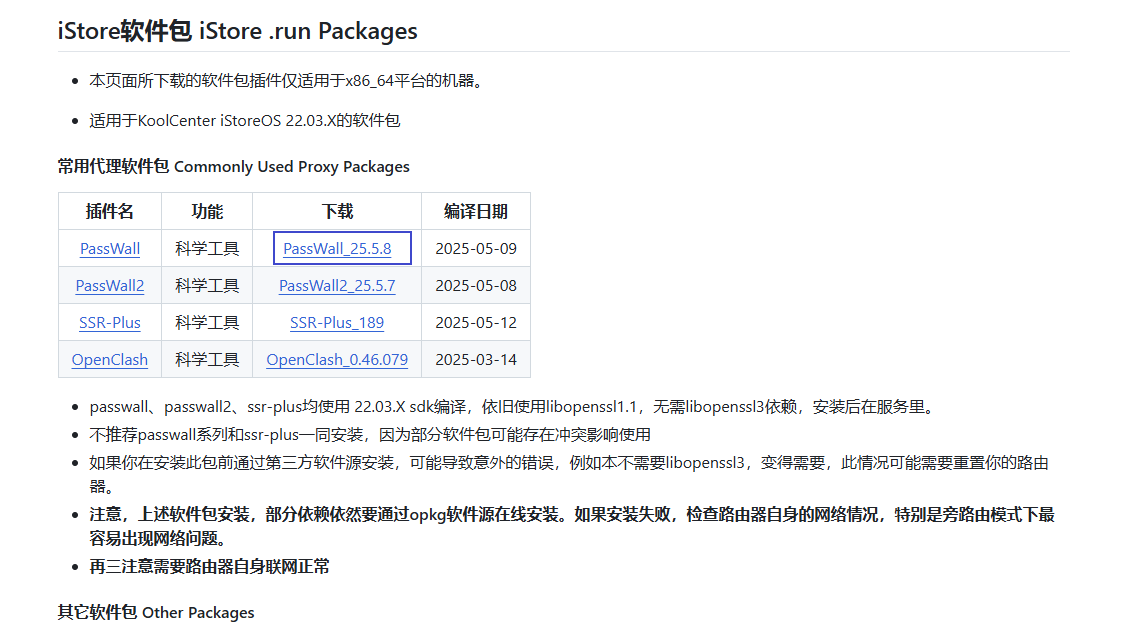 iStore软件包 iStore .run Packages
本页面所下载的软件包插件仅适用于x86_64平台的机器。
适用于KoolCenter iStoreOS 22.03.X的软件包
常用代理软件包 Commonly Used Proxy Packages
插件名 功能 下载 编译日期
PassWall 科学工具 PassWall_25.5.8 2025-05-09
PassWall2 科学工具 PassWall2_25.5.7 2025-05-08
SSR-Plus 科学工具 SSR-Plus_189 2025-05-12
OpenClash 科学工具 OpenClash_0.46.079 2025-03-14
passwall、passwall2、ssr-plus均使用 22.03.X sdk编译，依旧使用libopenssl1.1，无需libopenssl3依赖，安装后在服务里。
不推荐passwall系列和ssr-plus一同安装，因为部分软件包可能存在冲突影响使用
如果你在安装此包前通过第三方软件源安装，可能导致意外的错误，例如本不需要libopenssl3，变得需要，此情况可能需要重置你的路由
器。
注意，上述软件包安装，部分依赖依然要通过opkg软件源在线安装。如果安装失败，检查路由器自身的网络情况，特别是旁路由模式下最
容易出现网络问题。
再三注意需要路由器自身联网正常
其它软件包 Other Packages